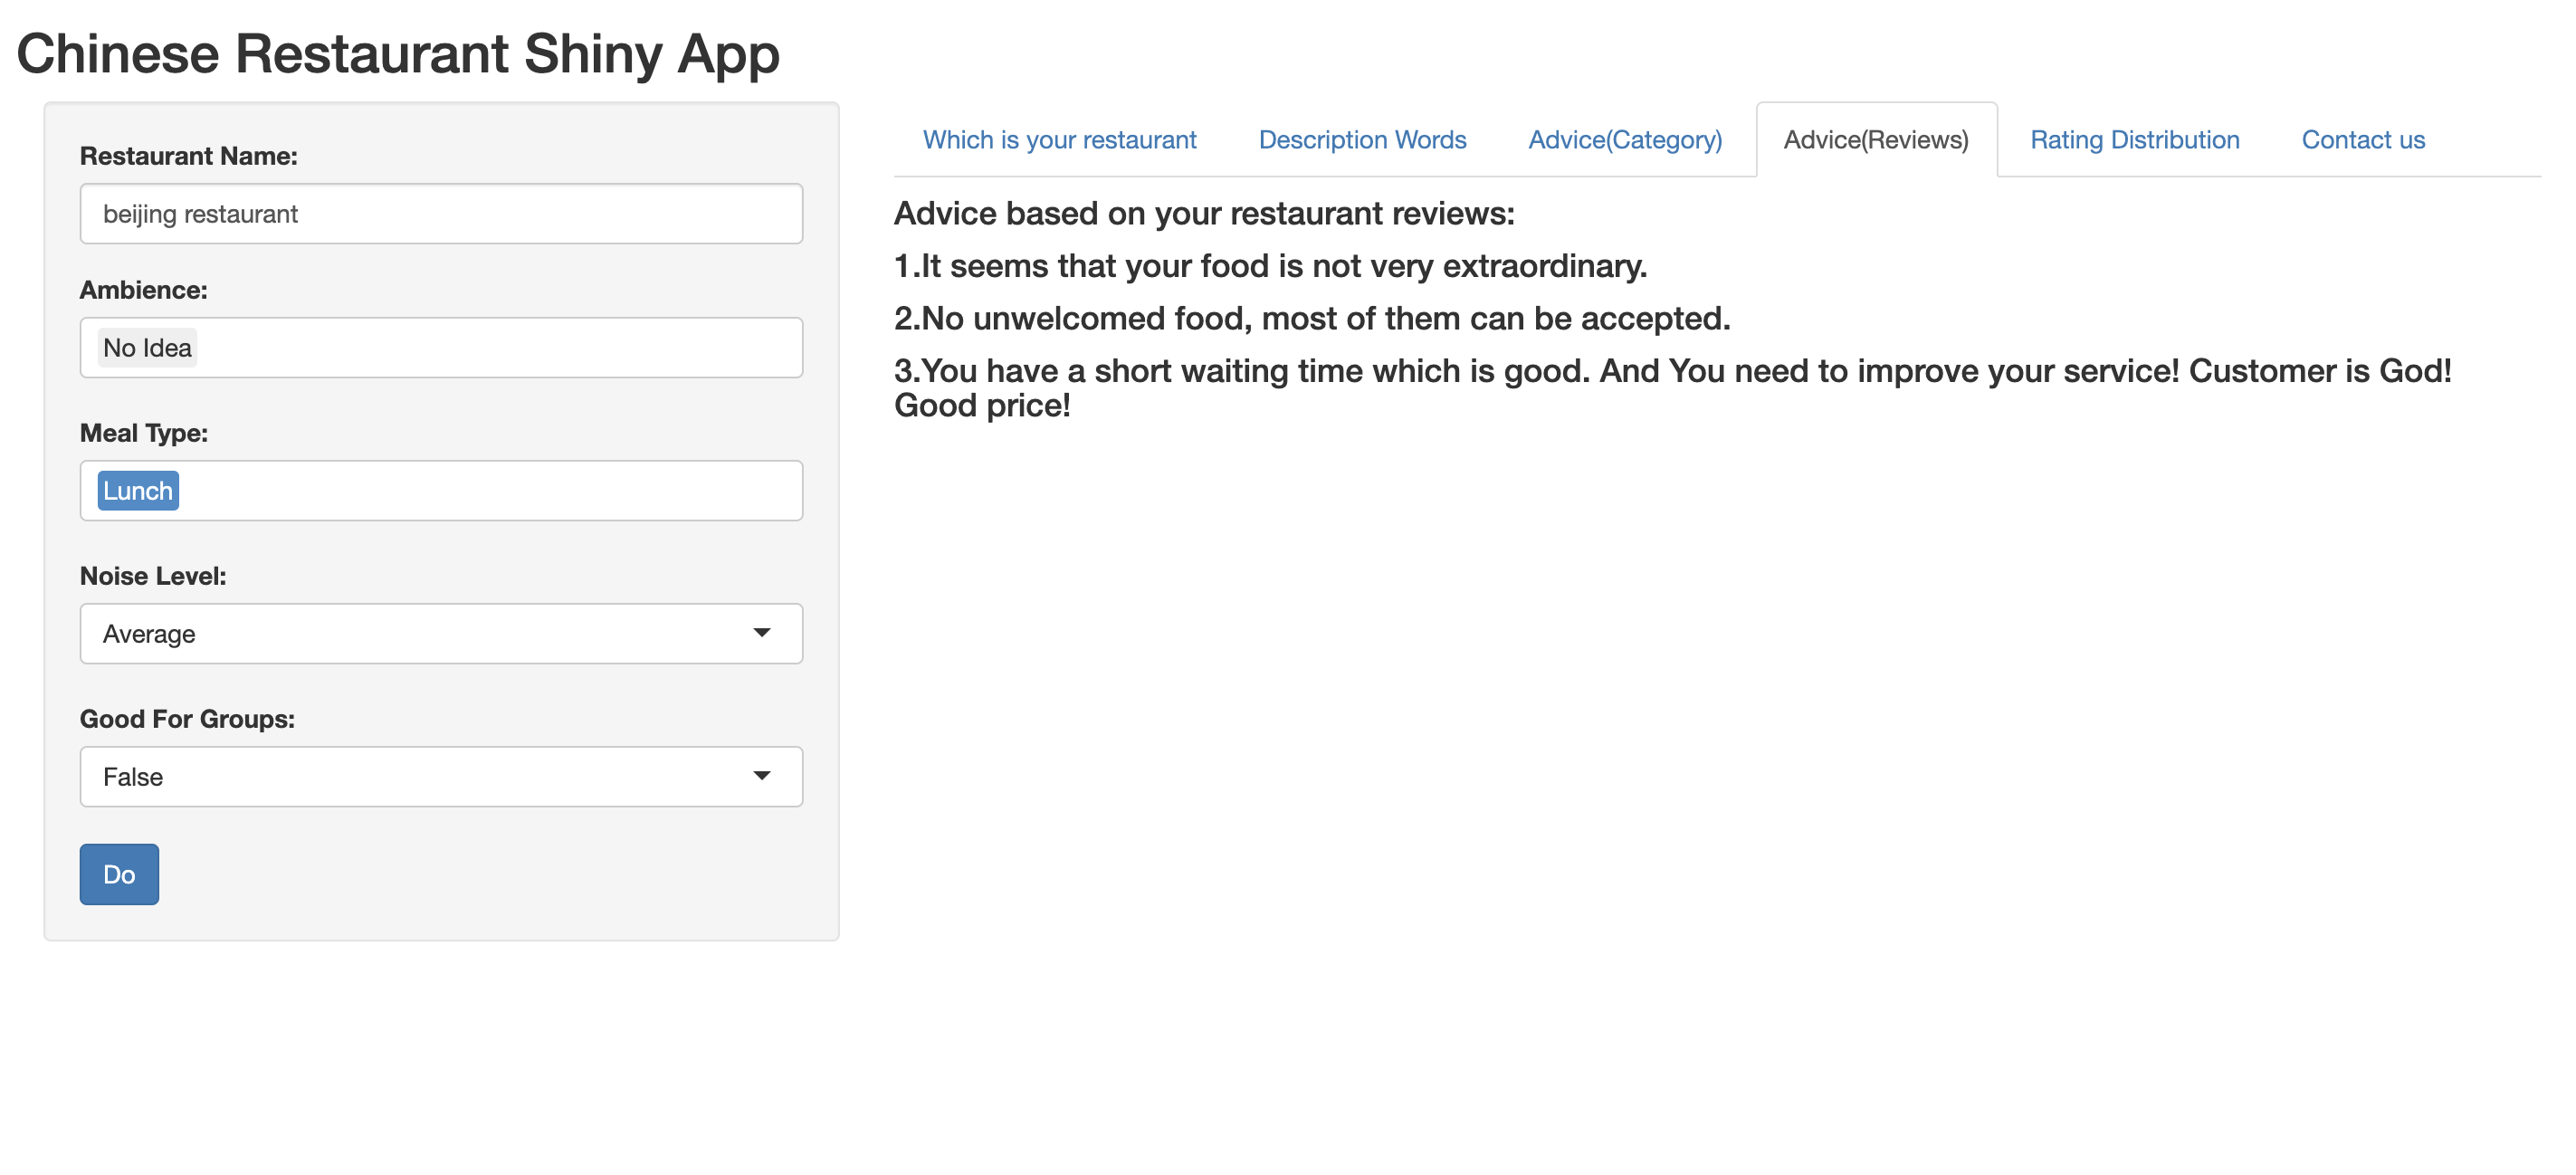 Chinese Restaurant Shiny App
Restaurant Name:
beijing restaurant
Ambience:
No Idea
Meal Type:
Lunch
Noise Level:
Average
Good For Groups:
False
Do
Which is your restaurant
Description Words
Advice(Category)
Advice(Reviews)
Rating Distribution
Contact us
Advice based on your restaurant reviews:
1.It seems that your food is not very extraordinary.
2.No unwelcomed food, most of them can be accepted.
3.You have a short waiting time which is good. And You need to improve your service! Customer is God!
Good price!